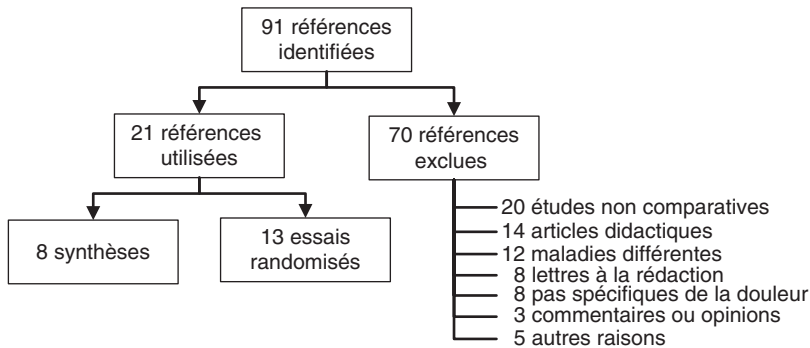 91 références
identifiées
21 références
utilisées
70 références
exclues
8 synthèses
13 essais
randomisés
20 études non comparatives
14 articles didactiques
12 maladies différentes
8 lettres à la rédaction
8 pas spécifiques de la douleur
3 commentaires ou opinions
5 autres raisons